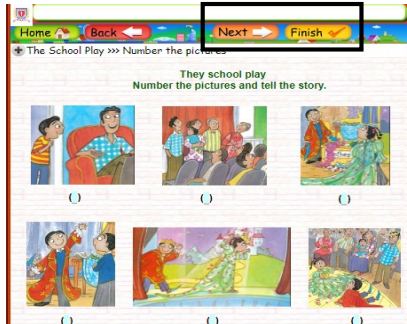 Home Back Next Finish
The School Play >>> Number the pictures
They school play
Number the pictures and tell the story.
( ) ( ) ( )
( ) ( ) ( )